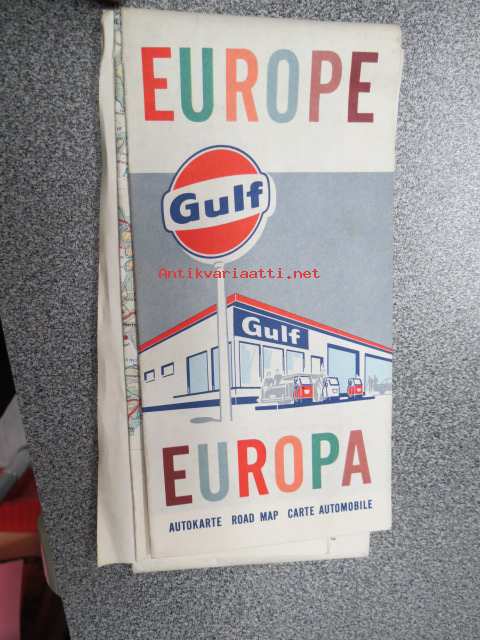 EUROPE
Gulf
Antikvariaatti.net
Gulf
EUROPA
AUTOKARTE ROAD MAP CARTE AUTOMOBILE